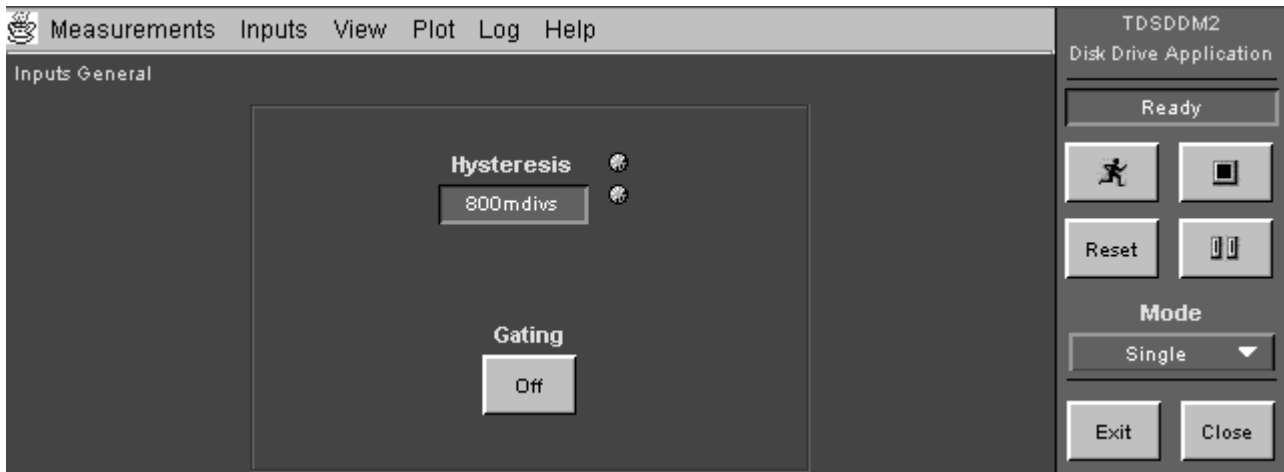 Measurements Inputs View Plot Log Help
Inputs General
Hysteresis
800mdivs
Gating
Off
TDSDDM2
Disk Drive Application
Ready
Reset
Mode
Single
Exit Close